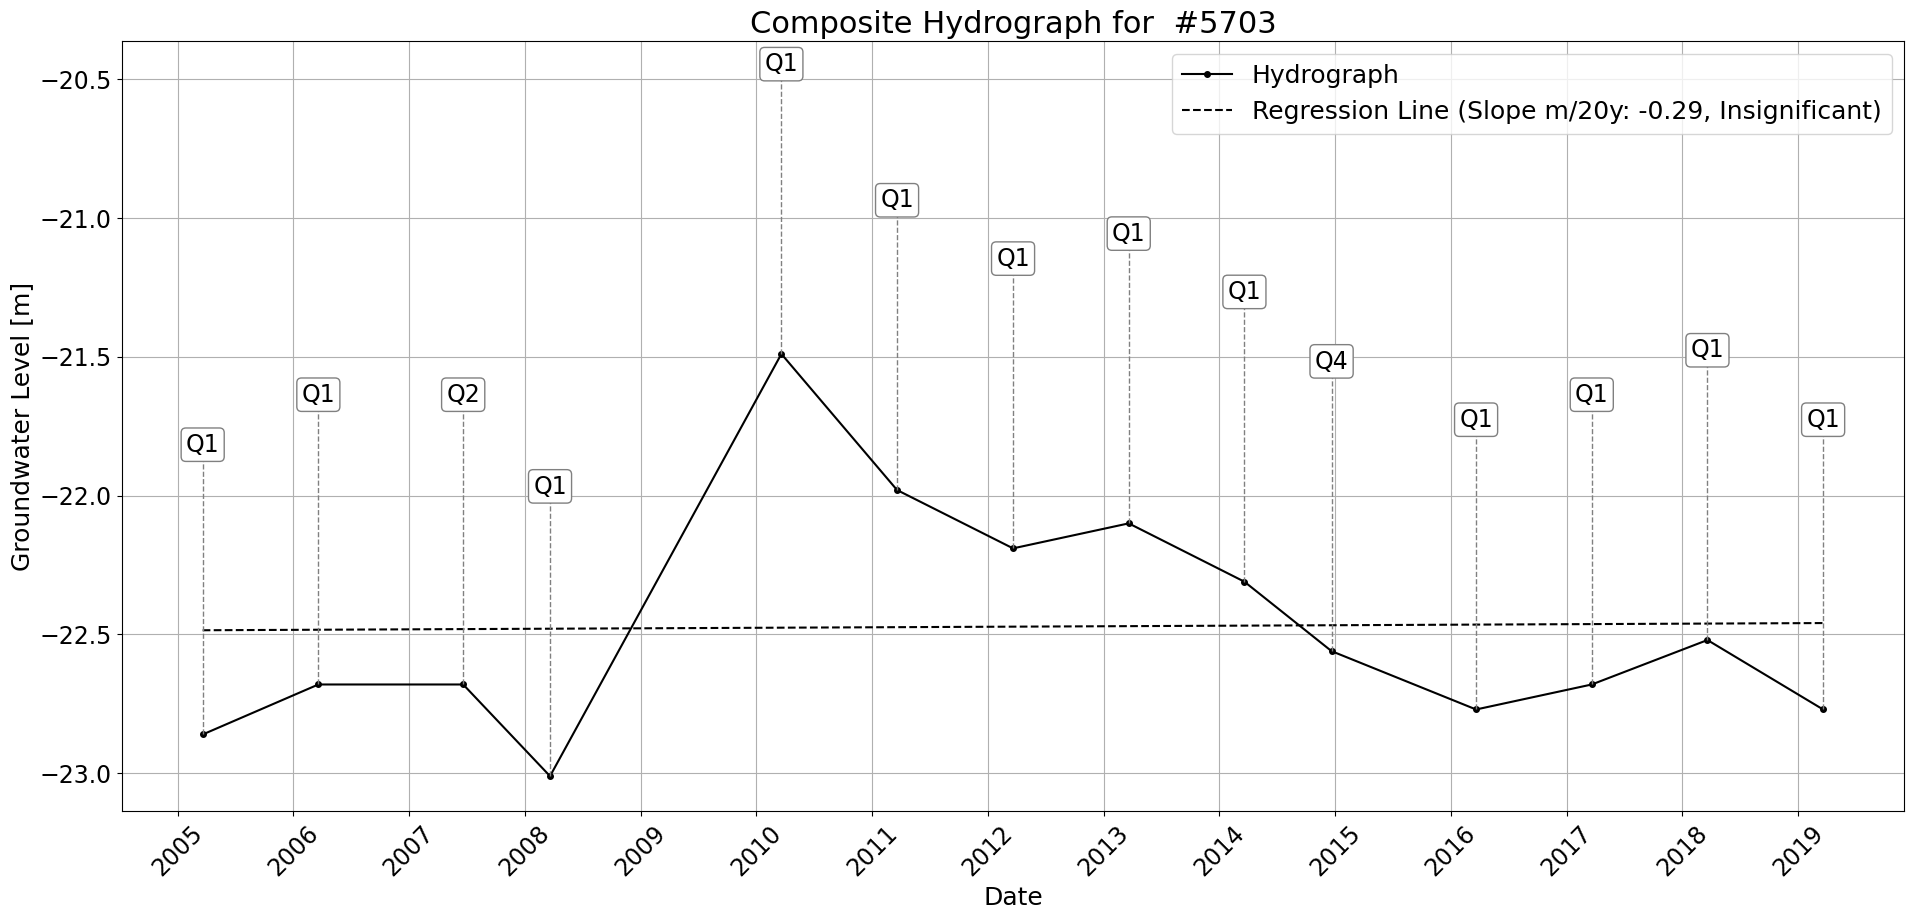 Composite Hydrograph for  #5703
Hydrograph
Regression Line (Slope m/20y: -0.29, Insignificant)
Groundwater Level [m]
−20.5
−21.0
−21.5
−22.0
−22.5
−23.0
Q1
Q1
Q2
Q1
Q1
Q1
Q1
Q1
Q1
Q4
Q1
Q1
Q1
Q1
2005
2006
2007
2008
2009
2010
2011
2012
2013
2014
2015
2016
2017
2018
2019
Date